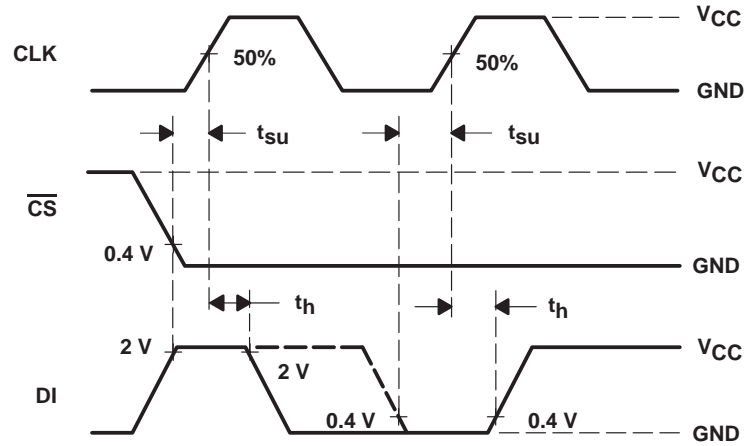 VCC
CLK
50%
50%
GND
tsu
tsu
VCC
CS
0.4 V
GND
th
th
2 V
VCC
2 V
DI
0.4 V
0.4 V
GND